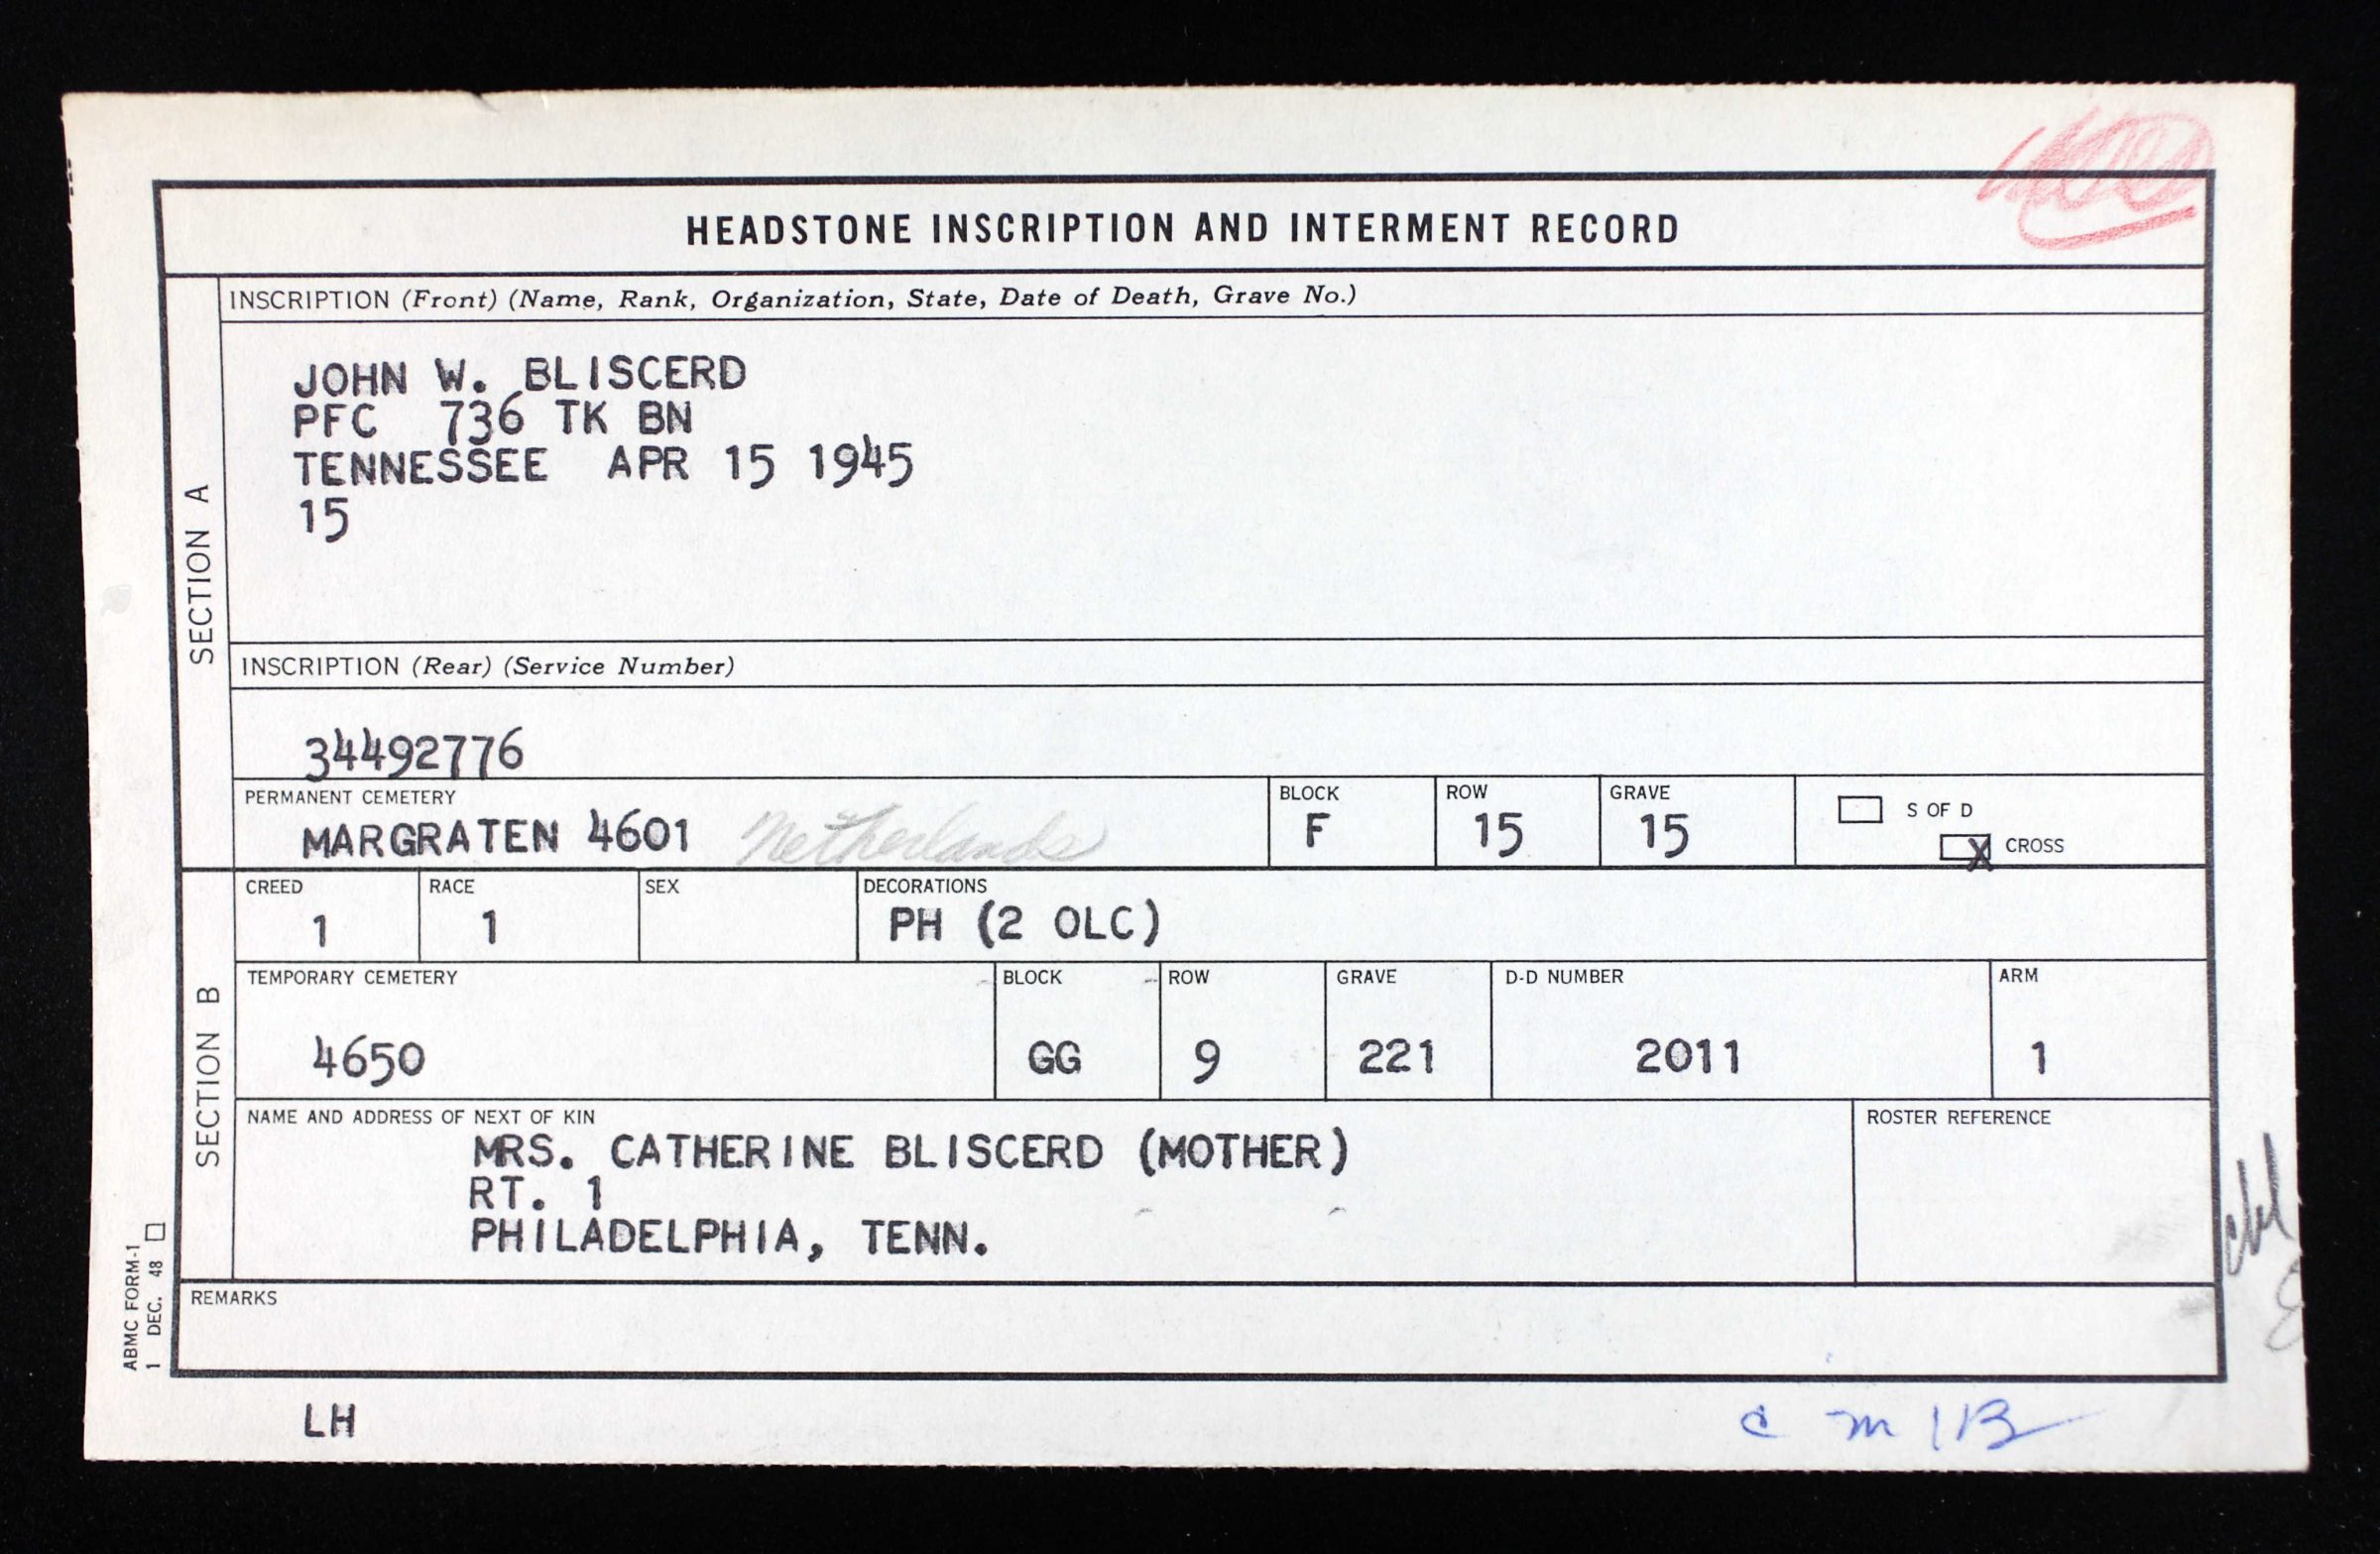 HEADSTONE INSCRIPTION AND INTERMENT RECORD
SECTION A
INSCRIPTION (Front) (Name, Rank, Organization, State, Date of Death, Grave No.)
JOHN W. BLISCERD
PFC 736 TK BN
TENNESSEE APR 15 1945
15
INSCRIPTION (Rear) (Service Number)
34492776
PERMANENT CEMETERY BLOCK ROW GRAVE
MARGRATEN 4601 Netherlands F 15 15
S OF D
X CROSS
SECTION B
CREED RACE SEX DECORATIONS
1 1 PH (2 OLC)
TEMPORARY CEMETERY BLOCK ROW GRAVE D-D NUMBER ARM
4650 GG 9 221 2011 1
NAME AND ADDRESS OF NEXT OF KIN ROSTER REFERENCE
MRS. CATHERINE BLISCERD (MOTHER)
RT. 1
PHILADELPHIA, TENN.
REMARKS
ABMC FORM-1
1 DEC. 48
LH